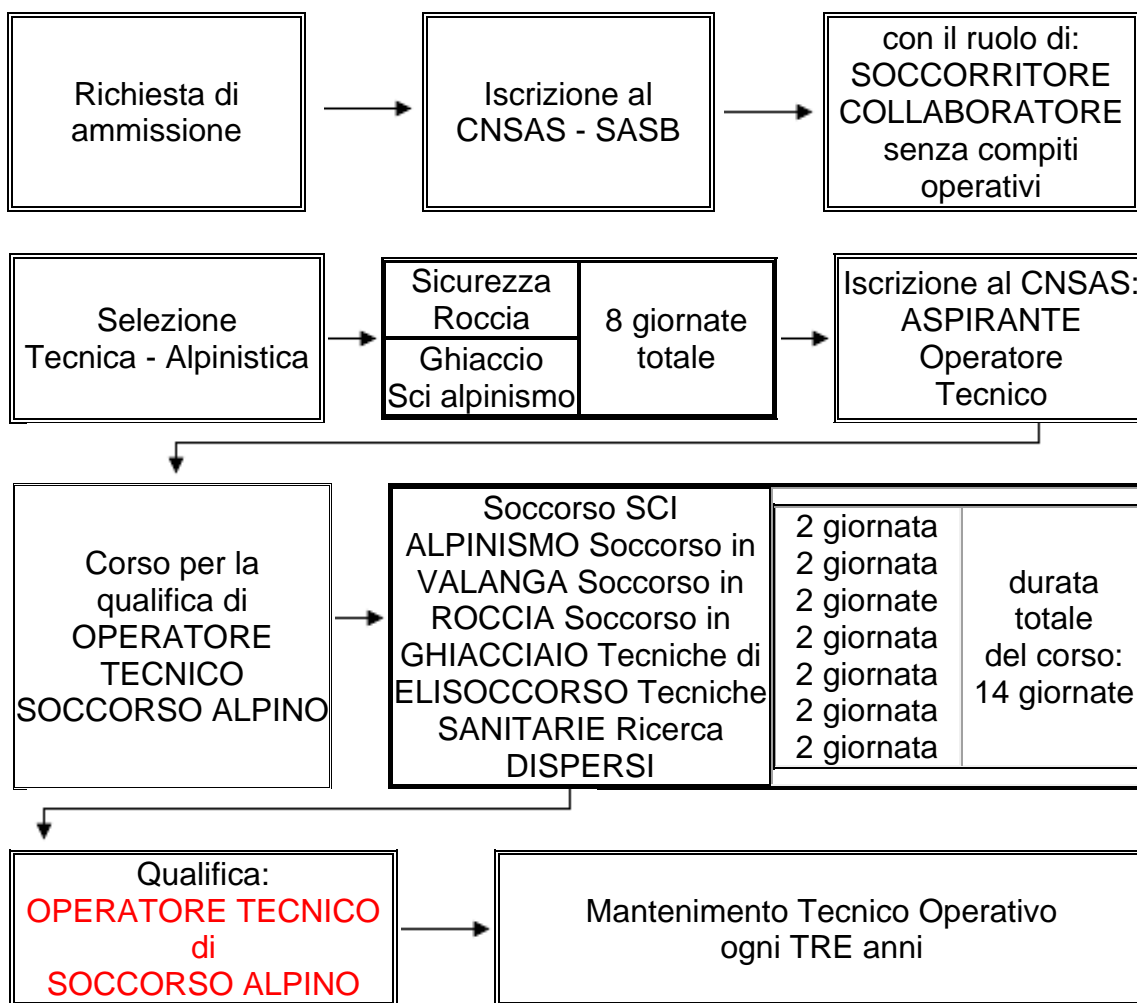 Richiesta di
ammissione
Iscrizione al
CNSAS - SASB
con il ruolo di:
SOCCORRITORE
COLLABORATORE
senza compiti
operativi
Selezione
Tecnica - Alpinistica
Sicurezza
Roccia
Ghiaccio
Sci alpinismo
8 giornate
totale
Iscrizione al CNSAS:
ASPIRANTE
Operatore
Tecnico
Corso per la
qualifica di
OPERATORE
TECNICO
SOCCORSO ALPINO
Soccorso SCI
ALPINISMO Soccorso in
VALANGA Soccorso in
ROCCIA Soccorso in
GHIACCIAIO Tecniche di
ELISOCCORSO Tecniche
SANITARIE Ricerca
DISPERSI
2 giornata
2 giornata
2 giornate
2 giornata
2 giornata
2 giornata
2 giornata
durata
totale
del corso:
14 giornate
Qualifica:
OPERATORE TECNICO
di
SOCCORSO ALPINO
Mantenimento Tecnico Operativo
ogni TRE anni